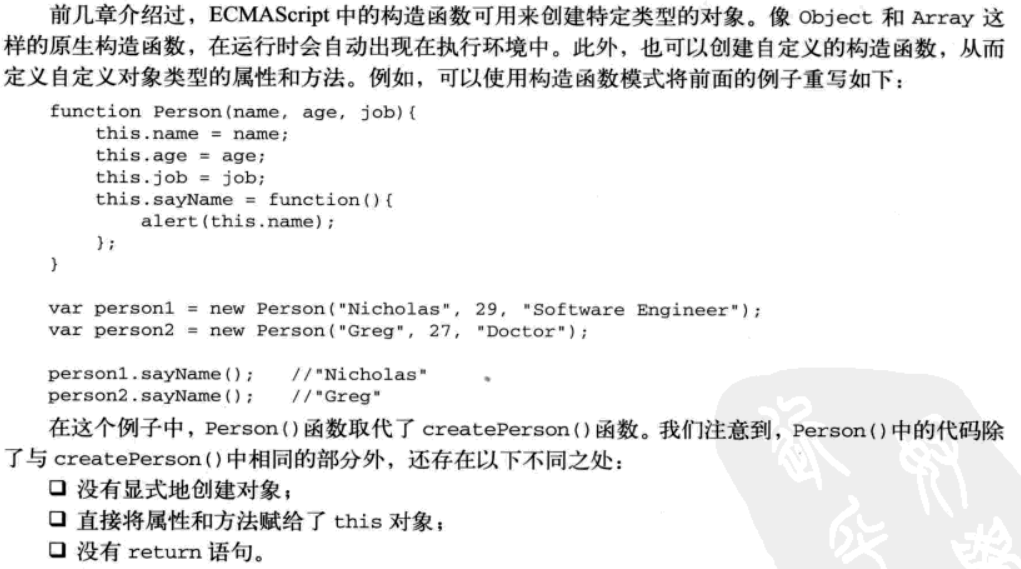 前几章介绍过，ECMAScript 中的构造函数可用来创建特定类型的对象。像 Object 和 Array 这
样的原生构造函数，在运行时会自动出现在执行环境中。此外，也可以创建自定义的构造函数，从而
定义自定义对象类型的属性和方法。例如，可以使用构造函数模式将前面的例子重写如下：
function Person(name, age, job){
    this.name = name;
    this.age = age;
    this.job = job;
    this.sayName = function(){
        alert(this.name);
    };
}
var person1 = new Person("Nicholas", 29, "Software Engineer");
var person2 = new Person("Greg", 27, "Doctor");
person1.sayName();   //"Nicholas"
person2.sayName();   //"Greg"
在这个例子中，Person()函数取代了 createPerson()函数。我们注意到，Person()中的代码除
了与 createPerson()中相同的部分外，还存在以下不同之处：
❑ 没有显式地创建对象；
❑ 直接将属性和方法赋给了 this 对象；
❑ 没有 return 语句。